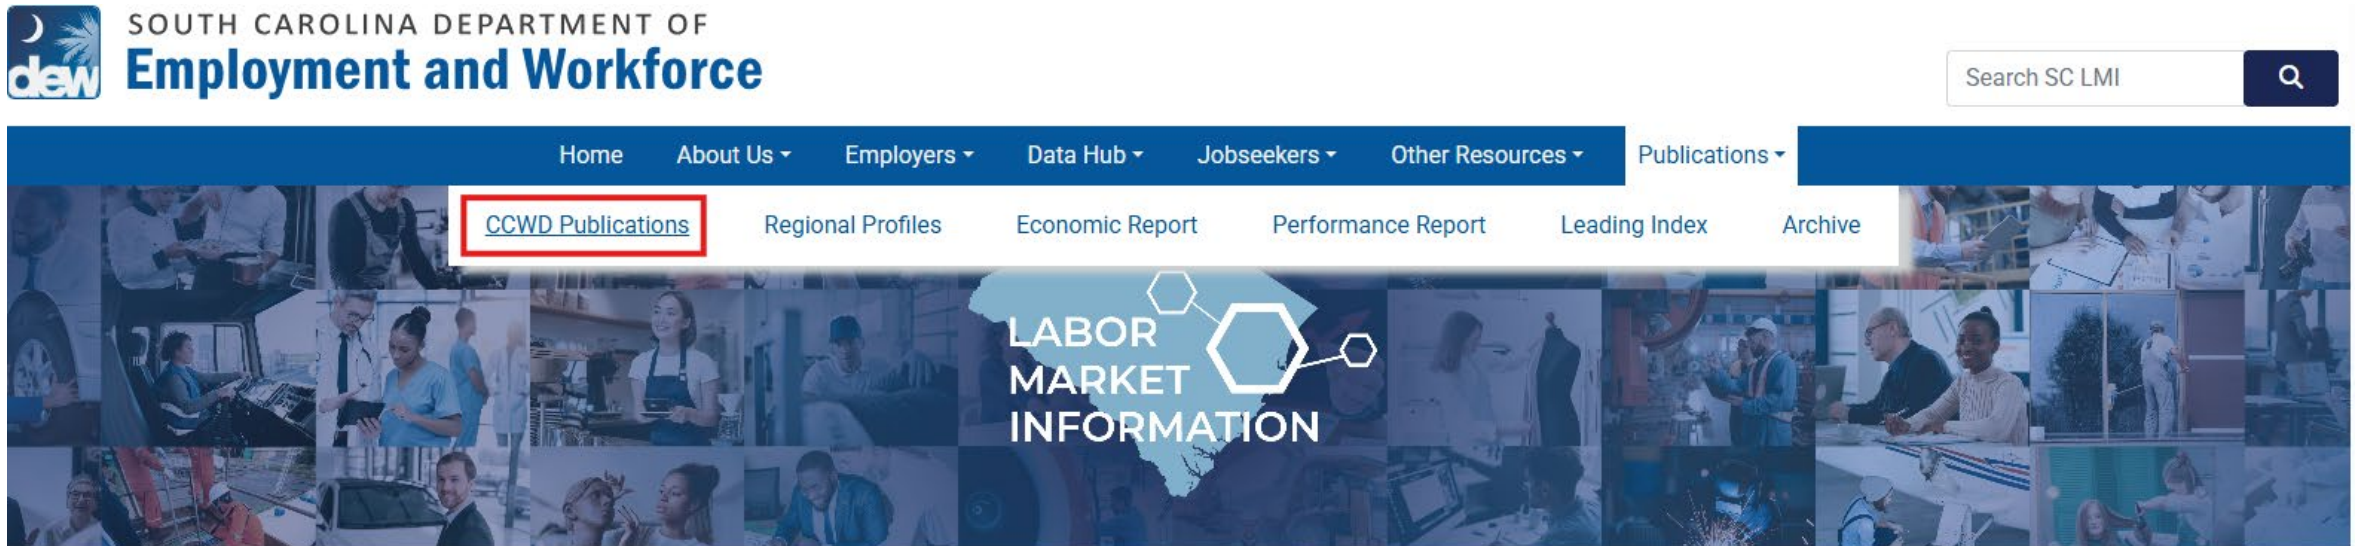 dew
SOUTH CAROLINA DEPARTMENT OF
Employment and Workforce
Search SC LMI
Home About Us Employers Data Hub Jobseekers Other Resources Publications
CCWD Publications Regional Profiles Economic Report Performance Report Leading Index Archive
LABOR
MARKET
INFORMATION